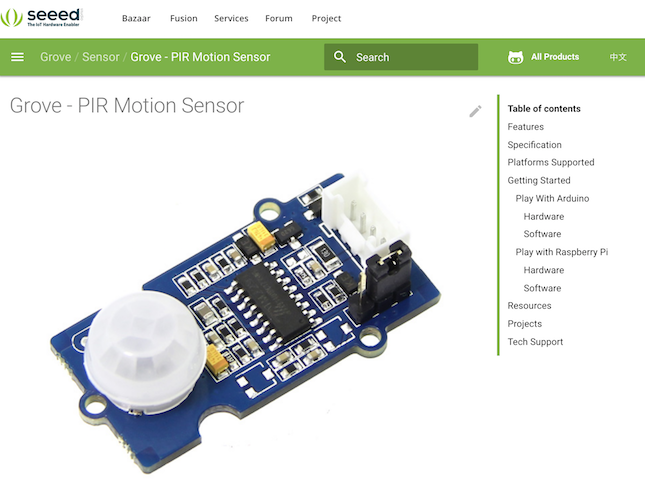 seeed
The IoT Hardware Enabler
Bazaar Fusion Services Forum Project
Grove / Sensor / Grove - PIR Motion Sensor
Search
All Products
中文
Grove - PIR Motion Sensor
Table of contents
Features
Specification
Platforms Supported
Getting Started
Play With Arduino
Hardware
Software
Play with Raspberry Pi
Hardware
Software
Resources
Projects
Tech Support